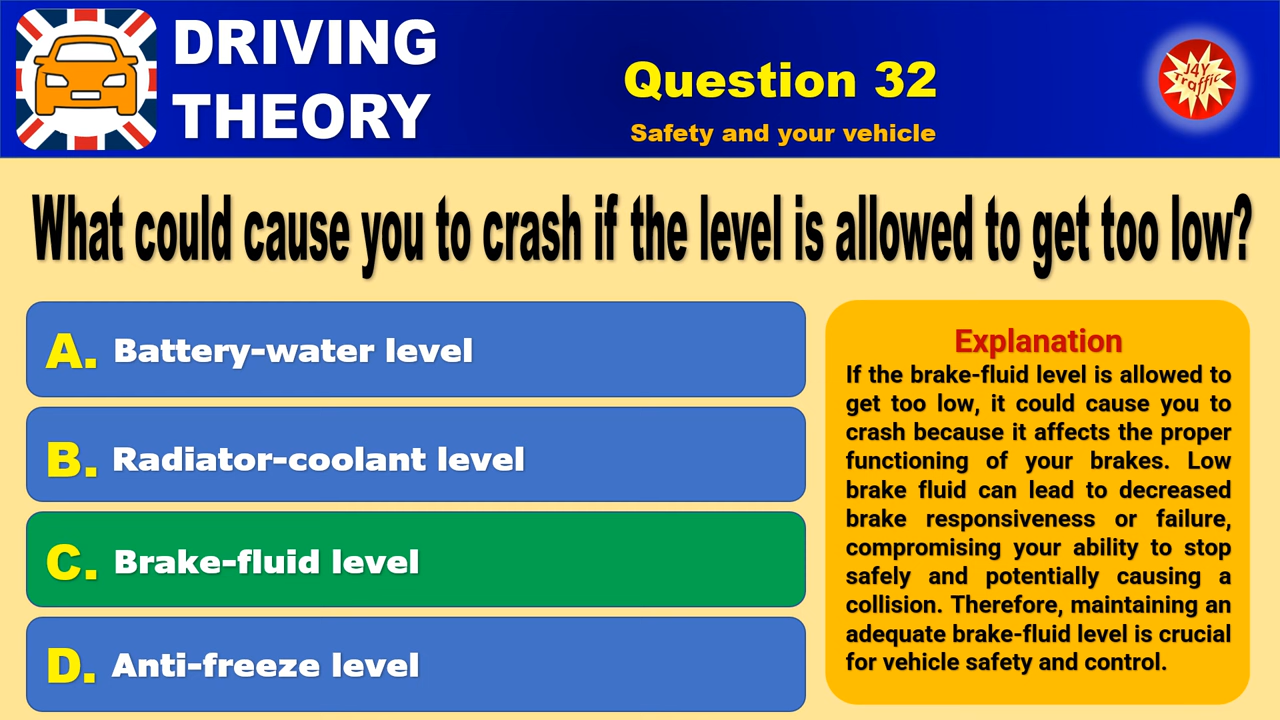 DRIVING
THEORY
Question 32
Safety and your vehicle
J4Y
Traffic
What could cause you to crash if the level is allowed to get too low?
A. Battery-water level
B. Radiator-coolant level
C. Brake-fluid level
D. Anti-freeze level
Explanation
If the brake-fluid level is allowed to
get too low, it could cause you to
crash because it affects the proper
functioning of your brakes. Low
brake fluid can lead to decreased
brake responsiveness or failure,
compromising your ability to stop
safely and potentially causing a
collision. Therefore, maintaining an
adequate brake-fluid level is crucial
for vehicle safety and control.